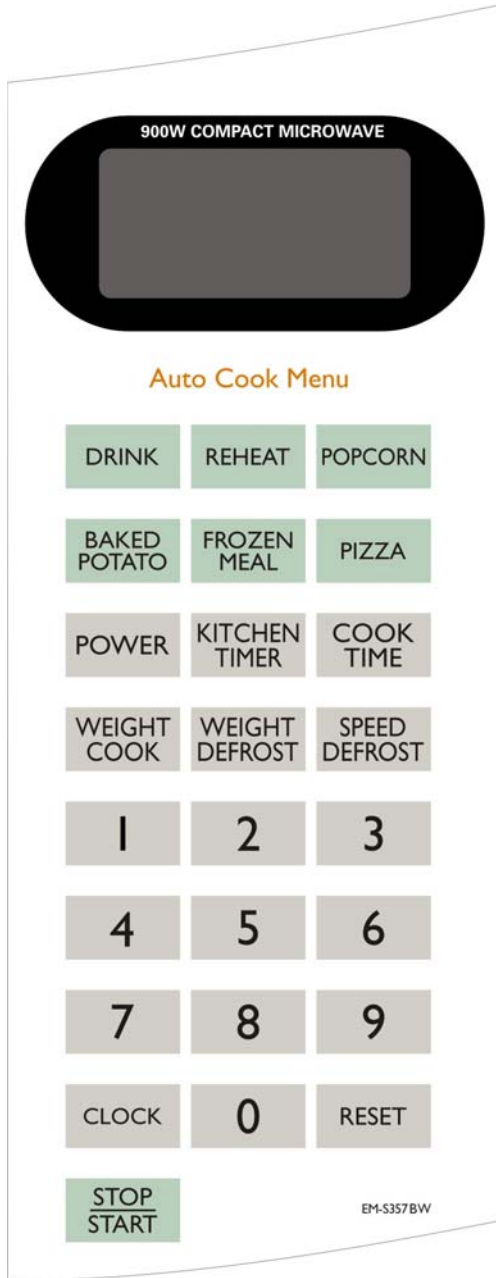 900W COMPACT MICROWAVE
Auto Cook Menu
DRINK
REHEAT
POPCORN
BAKED
POTATO
FROZEN
MEAL
PIZZA
POWER
KITCHEN
TIMER
COOK
TIME
WEIGHT
COOK
WEIGHT
DEFROST
SPEED
DEFROST
1
2
3
4
5
6
7
8
9
CLOCK
0
RESET
STOP
START
EM-S357BW